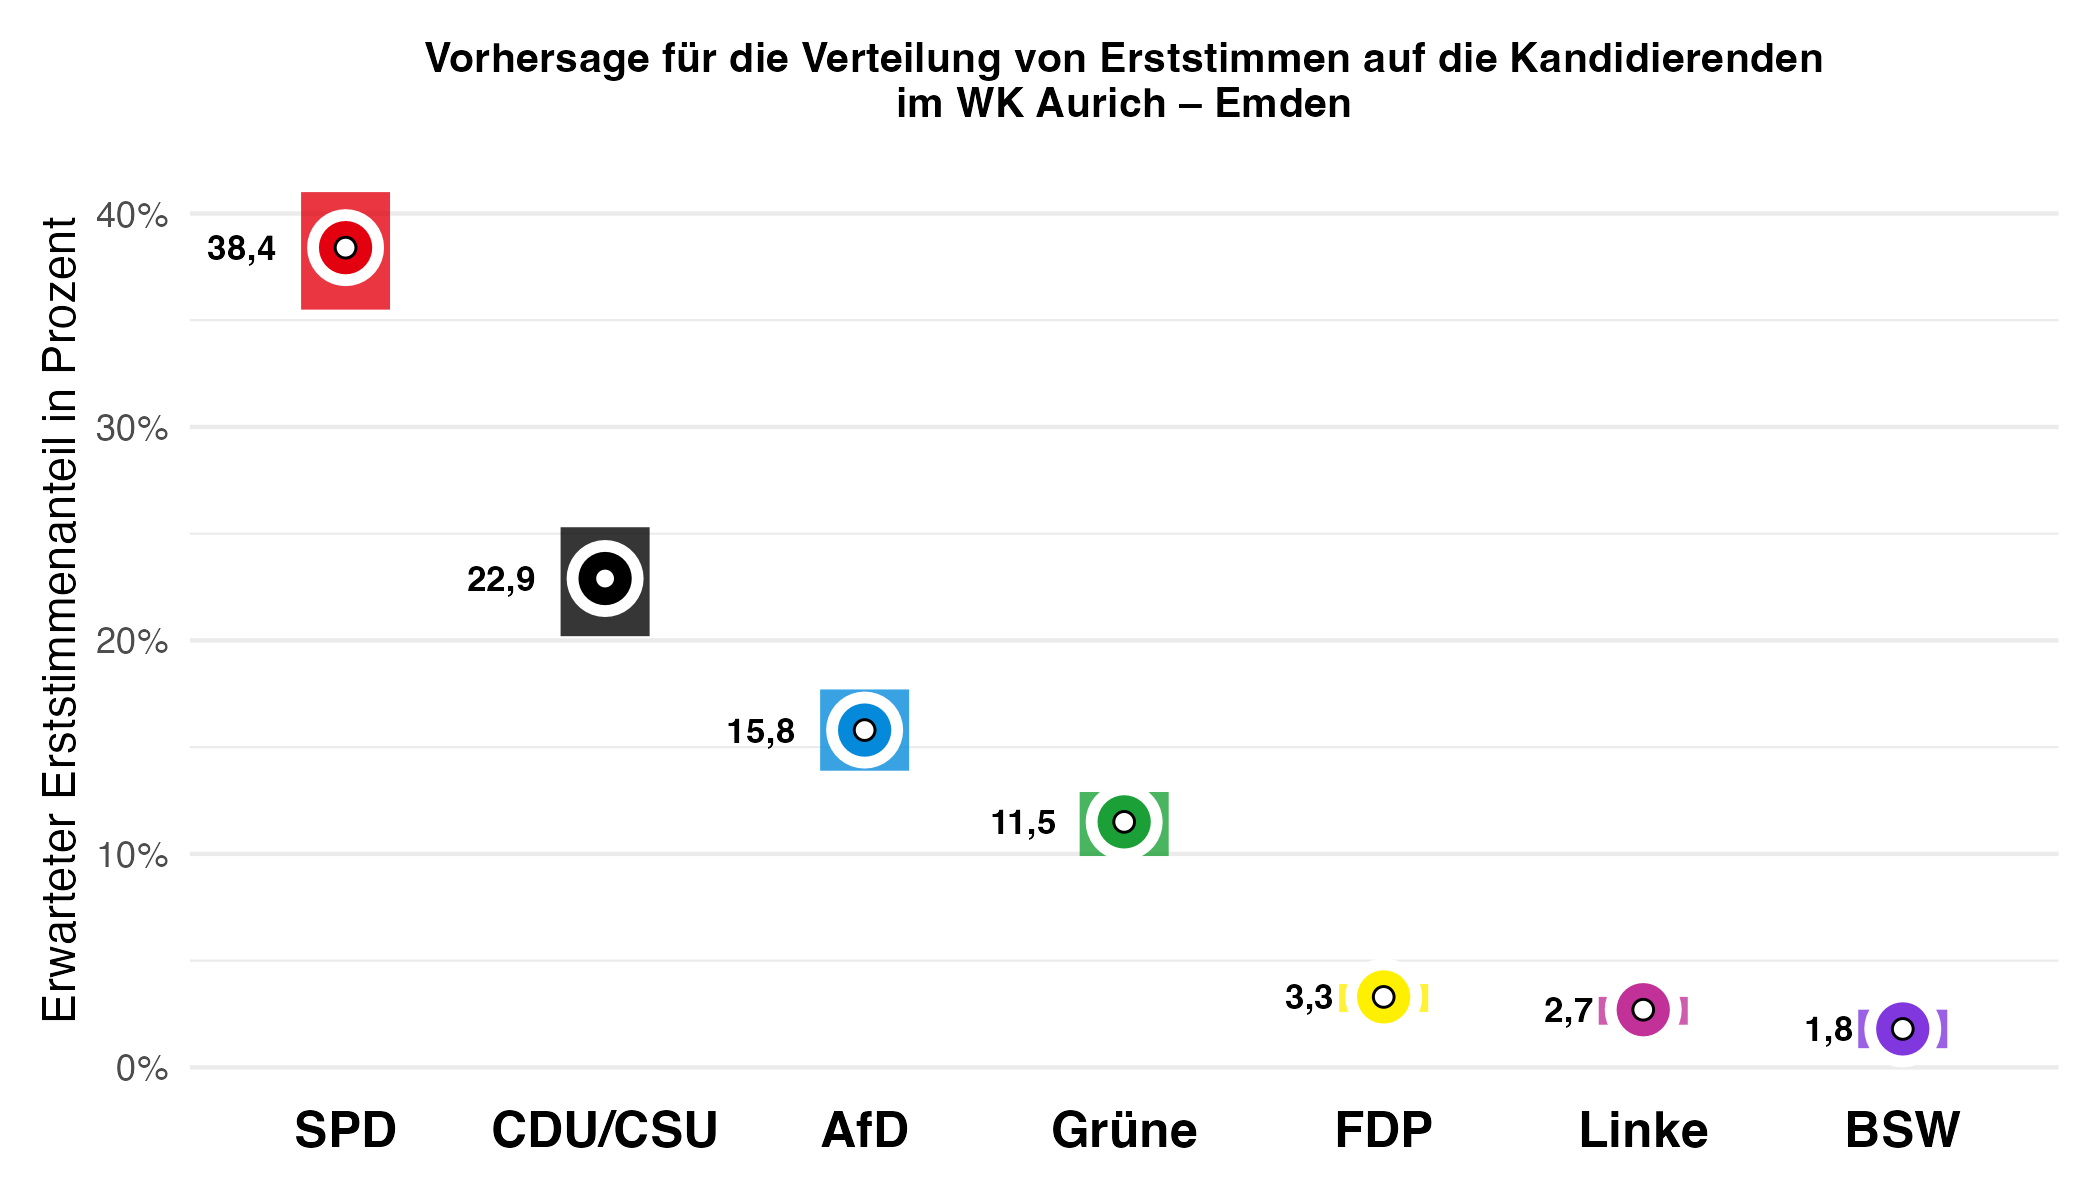 Vorhersage für die Verteilung von Erststimmen auf die Kandidierenden
im WK Aurich – Emden
Erwarteter Erststimmenanteil in Prozent
40%
30%
20%
10%
0%
38,4
22,9
15,8
11,5
3,3
2,7
1,8
SPD
CDU/CSU
AfD
Grüne
FDP
Linke
BSW